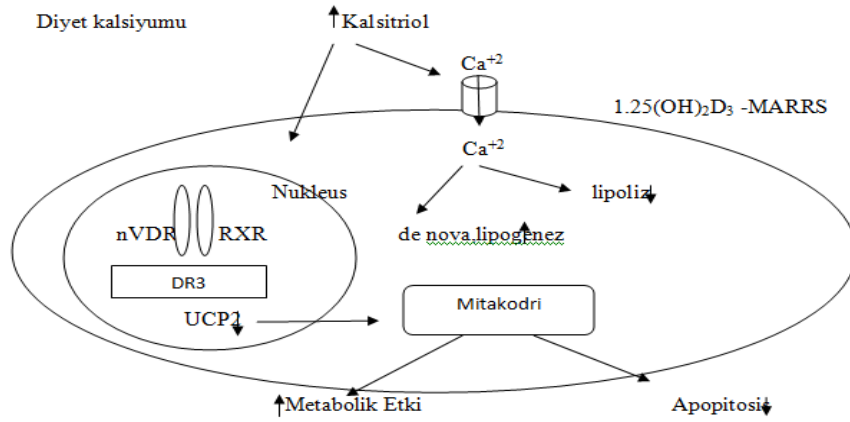 Diyet kalsiyumu
Kalsitriol
Ca+2
1.25(OH)2D3 -MARRS
Ca+2
Nukleus
lipoliz
nVDR
RXR
de nova lipogenez
DR3
Mitakodri
UCP2
Metabolik Etki
Apopitosis